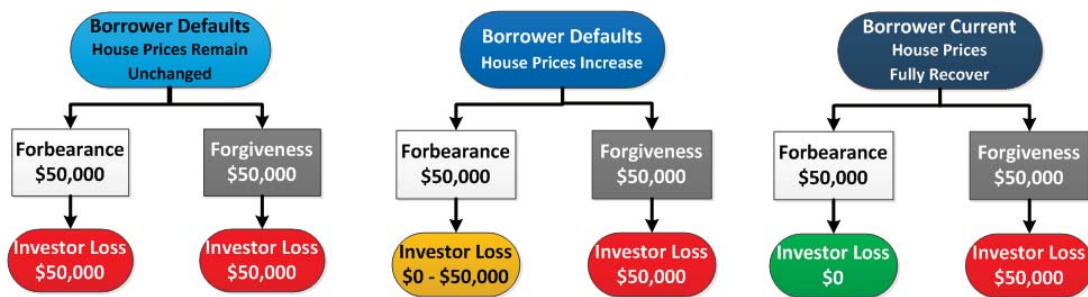 Borrower Defaults
House Prices Remain
Unchanged
Forbearance
$50,000
Forgiveness
$50,000
Investor Loss
$50,000
Investor Loss
$50,000
Borrower Defaults
House Prices Increase
Forbearance
$50,000
Forgiveness
$50,000
Investor Loss
$0 - $50,000
Investor Loss
$50,000
Borrower Current
House Prices
Fully Recover
Forbearance
$50,000
Forgiveness
$50,000
Investor Loss
$0
Investor Loss
$50,000